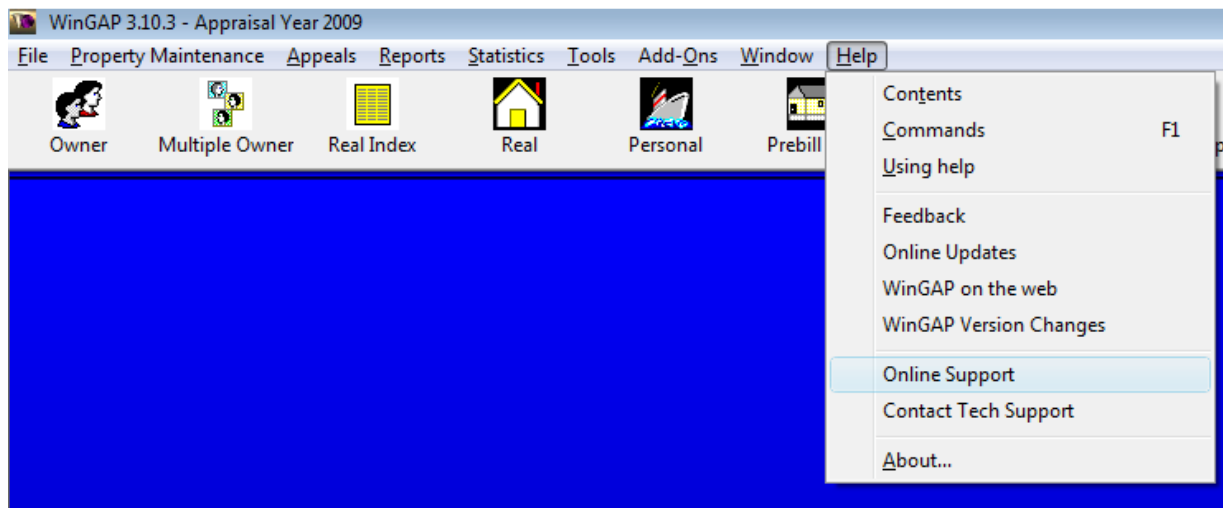 WinGAP 3.10.3 - Appraisal Year 2009
File Property Maintenance Appeals Reports Statistics Tools Add-Ons Window Help
Owner Multiple Owner Real Index Real Personal Prebill
Contents
Commands F1
Using help
Feedback
Online Updates
WinGAP on the web
WinGAP Version Changes
Online Support
Contact Tech Support
About...